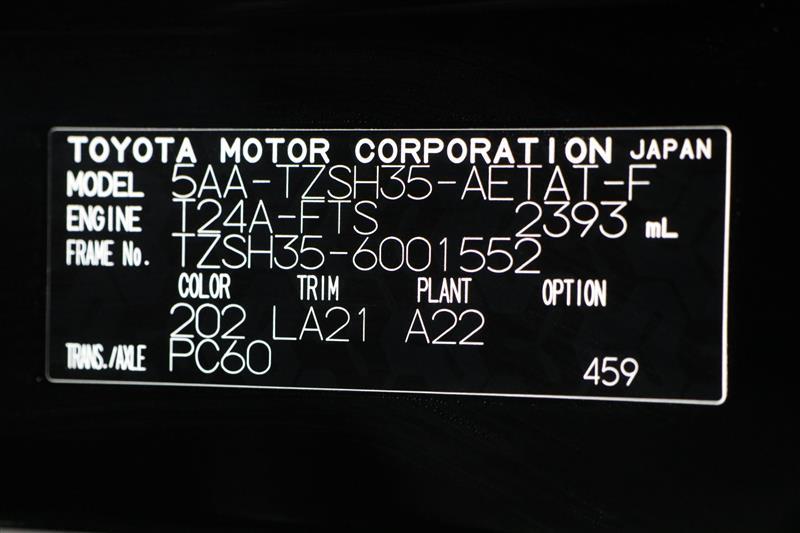 TOYOTA MOTOR CORPORATION JAPAN
MODEL 5AA-TZSH35-AETAT-F
ENGINE T24A-FTS 2393 mL
FRAME No. TZSH35-6001552
COLOR TRIM PLANT OPTION
202 LA21 A22
TRANS./AXLE PC60
459